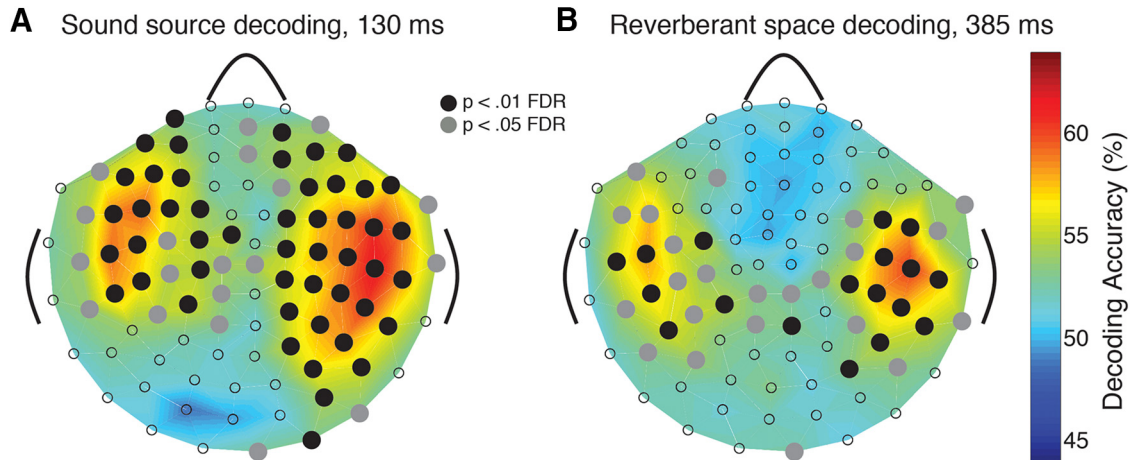 A Sound source decoding, 130 ms
B Reverberant space decoding, 385 ms
p < .01 FDR
p < .05 FDR
60
55
50
45
Decoding Accuracy (%)